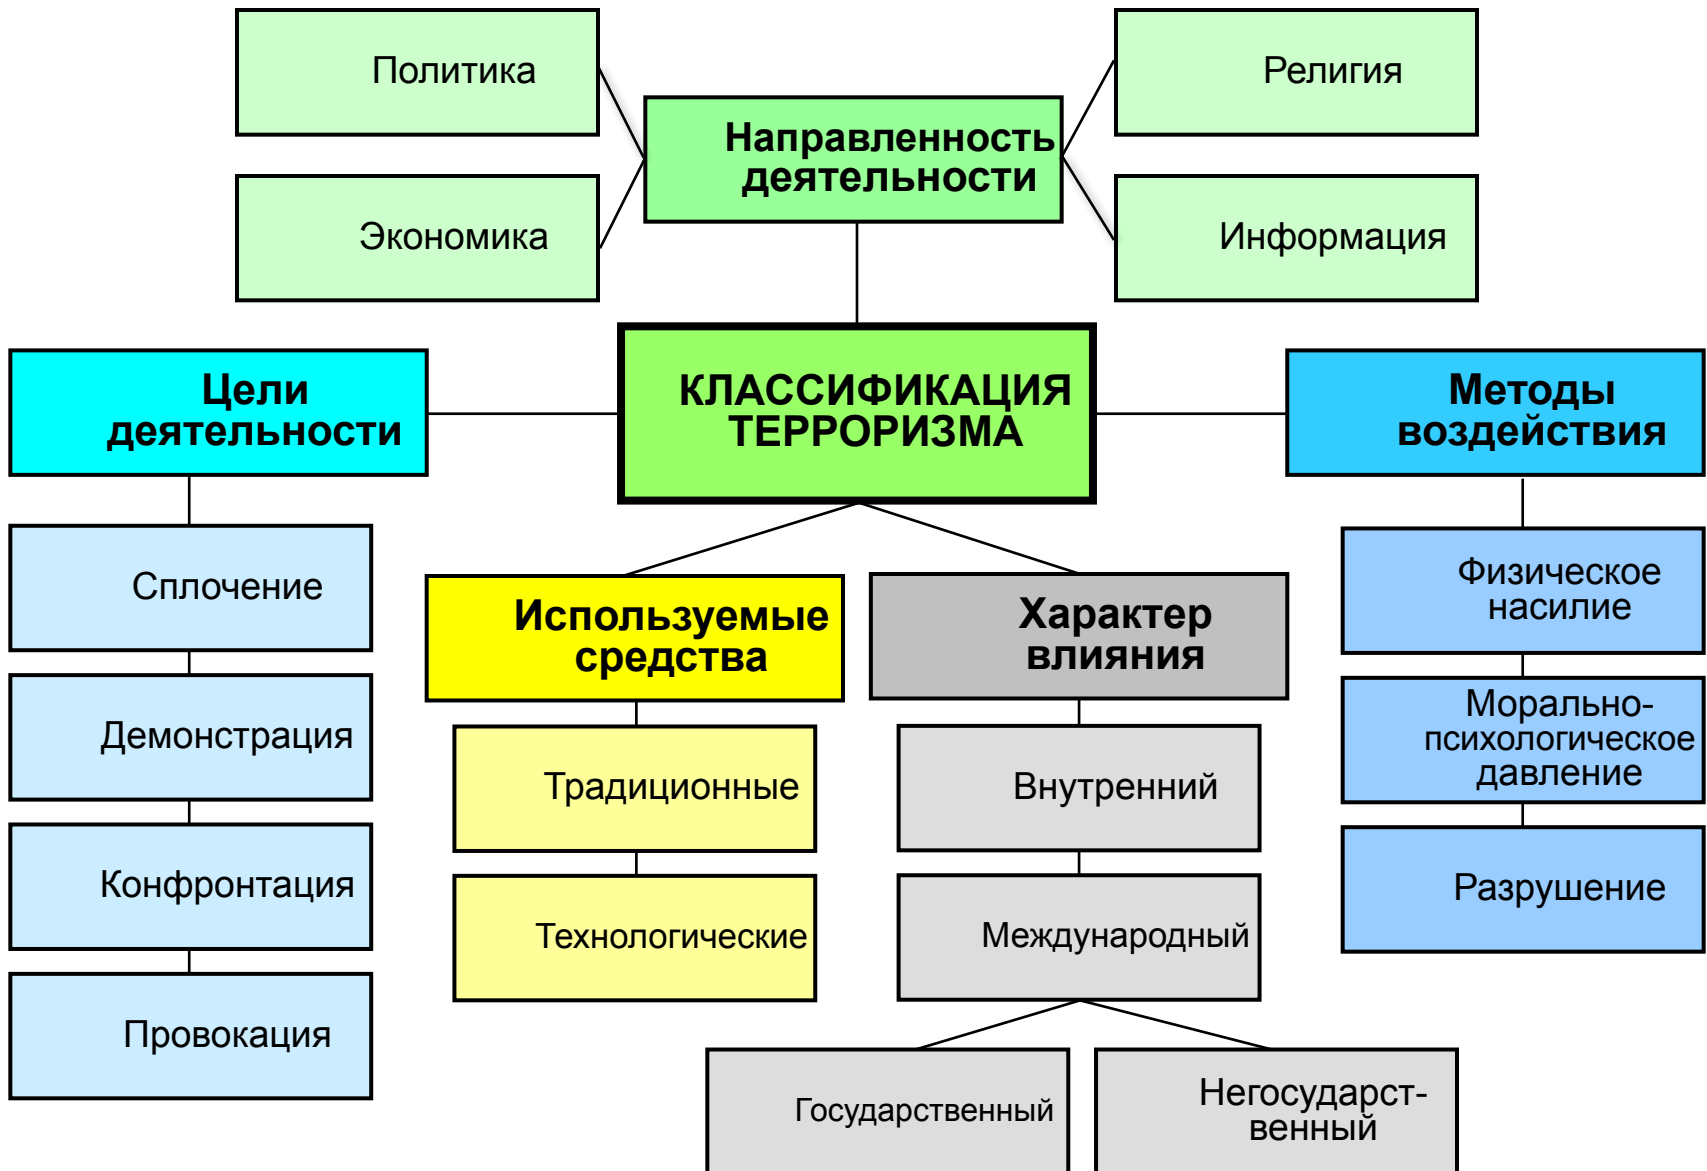 Политика
Религия
Направленность
деятельности
Экономика
Информация
КЛАССИФИКАЦИЯ
ТЕРРОРИЗМА
Цели
деятельности
Сплочение
Демонстрация
Конфронтация
Провокация
Используемые
средства
Традиционные
Технологические
Характер
влияния
Внутренний
Международный
Государственный
Негосударст-
венный
Методы
воздействия
Физическое
насилие
Морально-
психологическое
давление
Разрушение